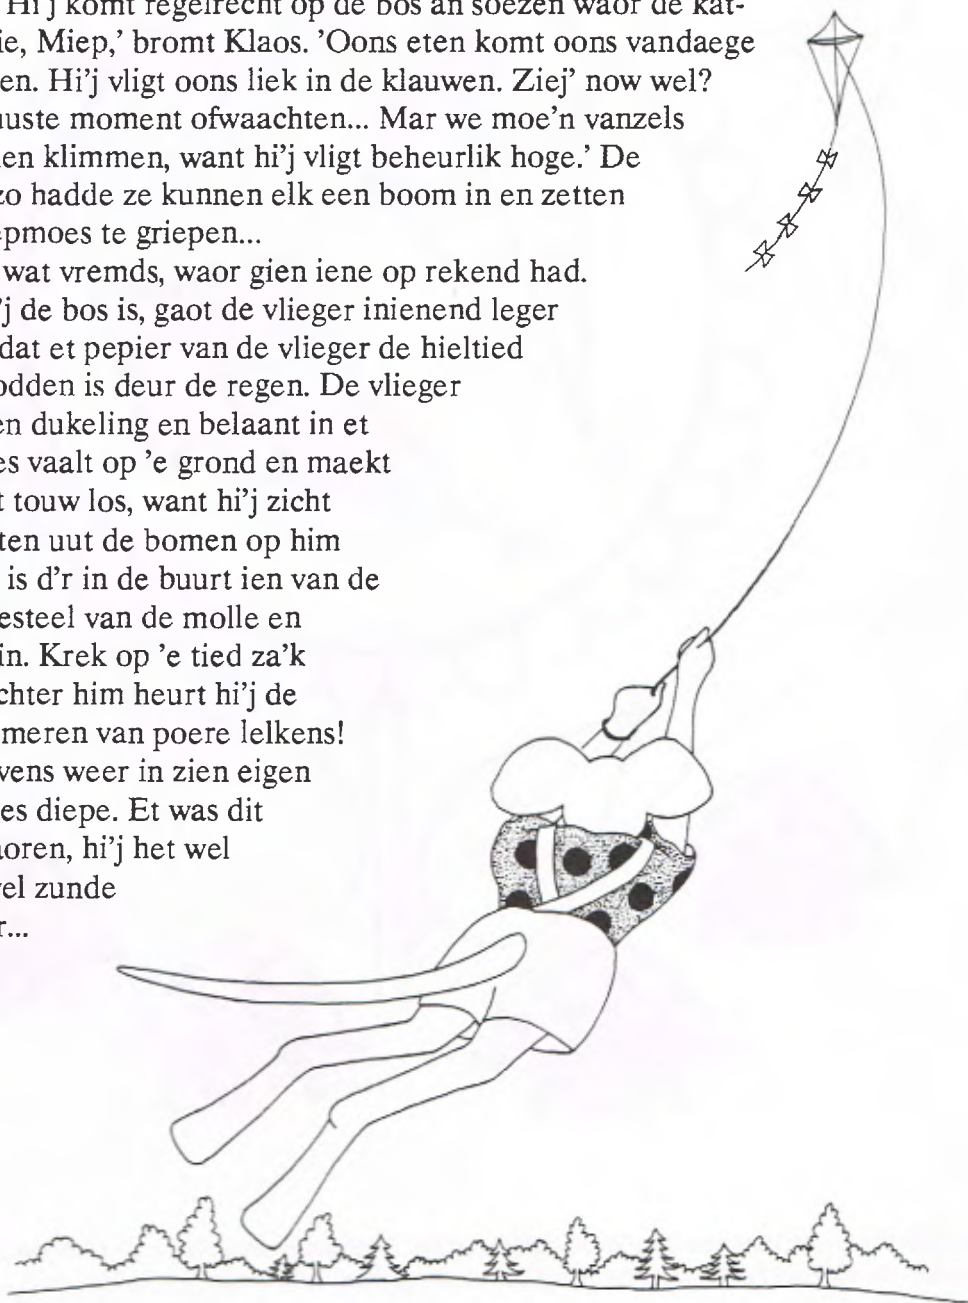 Hi'j komt regelrecht op de bos an soezen waor de kat-
ie, Miep,' bromt Klaos. 'Oons eten komt oons vandaege
en. Hi'j vligt oons liek in de klauwen. Ziej' now wel?
uuste moment ofwaachten... Mar we moe'n vanzels
en klimmen, want hi'j vligt beheurlik hoge.' De
zo hadde ze kunnen elk een boom in en zetten
pmoes te griepen...
wat vremds, waor gien iene op rekend had.
'j de bos is, gaot de vlieger inienend leger
dat et pepier van de vlieger de hieltied
odden is deur de regen. De vlieger
en dukeling en belaant in et
es vaalt op 'e grond en maekt
t touw los, want hi'j zicht
ten uut de bomen op him
is d'r in de buurt ien van de
esteel van de molle en
in. Krek op 'e tied za'k
chter him heurt hi'j de
meren van poere lelkens!
vens weer in zien eigen
es diepe. Et was dit
oren, hi'j het wel
el zunde
r...